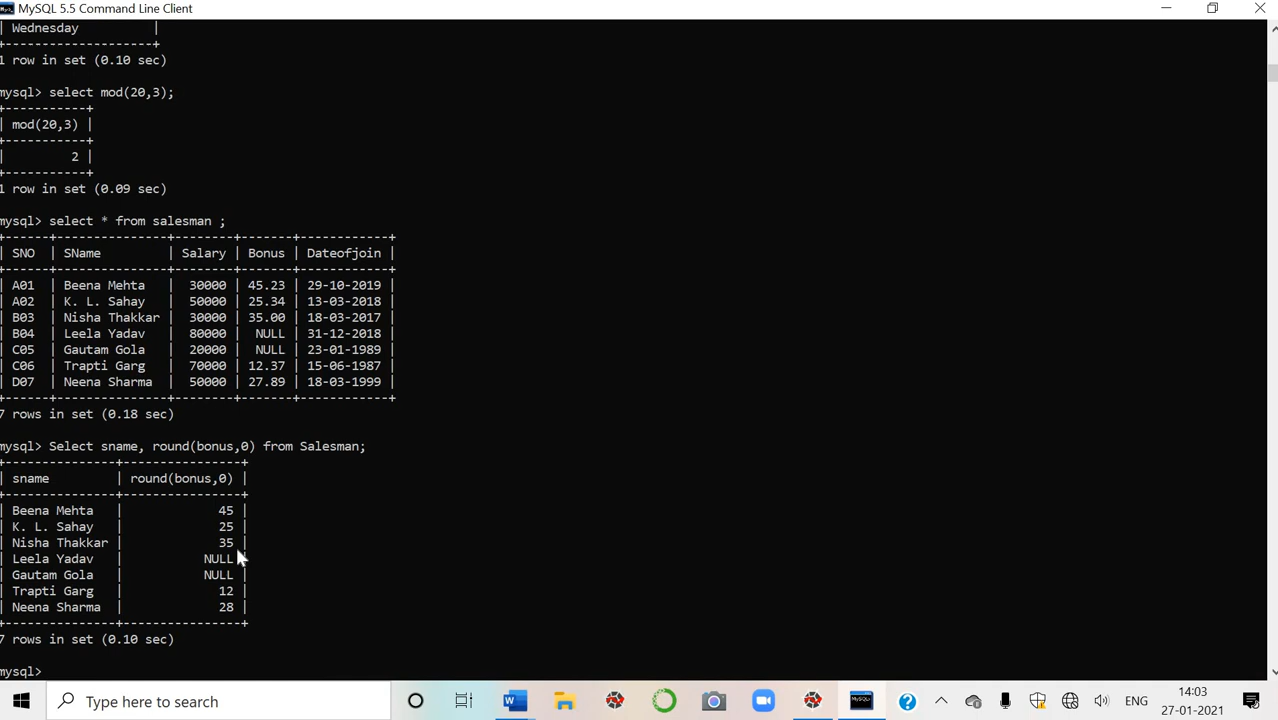 MySQL 5.5 Command Line Client
| Wednesday          |
+--------------------+
1 row in set (0.10 sec)
mysql> select mod(20,3);
+-----------+
| mod(20,3) |
+-----------+
|         2 |
+-----------+
1 row in set (0.09 sec)
mysql> select * from salesman ;
+------+---------------+--------+-------+------------+
| SNO  | SName         | Salary | Bonus | Dateofjoin |
+------+---------------+--------+-------+------------+
| A01  | Beena Mehta   |  30000 | 45.23 | 29-10-2019 |
| A02  | K. L. Sahay   |  50000 | 25.34 | 13-03-2018 |
| B03  | Nisha Thakkar |  30000 | 35.00 | 18-03-2017 |
| B04  | Leela Yadav   |  80000 |  NULL | 31-12-2018 |
| C05  | Gautam Gola   |  20000 |  NULL | 23-01-1989 |
| C06  | Trapti Garg   |  70000 | 12.37 | 15-06-1987 |
| D07  | Neena Sharma  |  50000 | 27.89 | 18-03-1999 |
+------+---------------+--------+-------+------------+
7 rows in set (0.18 sec)
mysql> Select sname, round(bonus,0) from Salesman;
+---------------+----------------+
| sname         | round(bonus,0) |
+---------------+----------------+
| Beena Mehta   |             45 |
| K. L. Sahay   |             25 |
| Nisha Thakkar |             35 |
| Leela Yadav   |           NULL |
| Gautam Gola   |           NULL |
| Trapti Garg   |             12 |
| Neena Sharma  |             28 |
+---------------+----------------+
7 rows in set (0.10 sec)
mysql>
Type here to search
ENG
14:03
27-01-2021